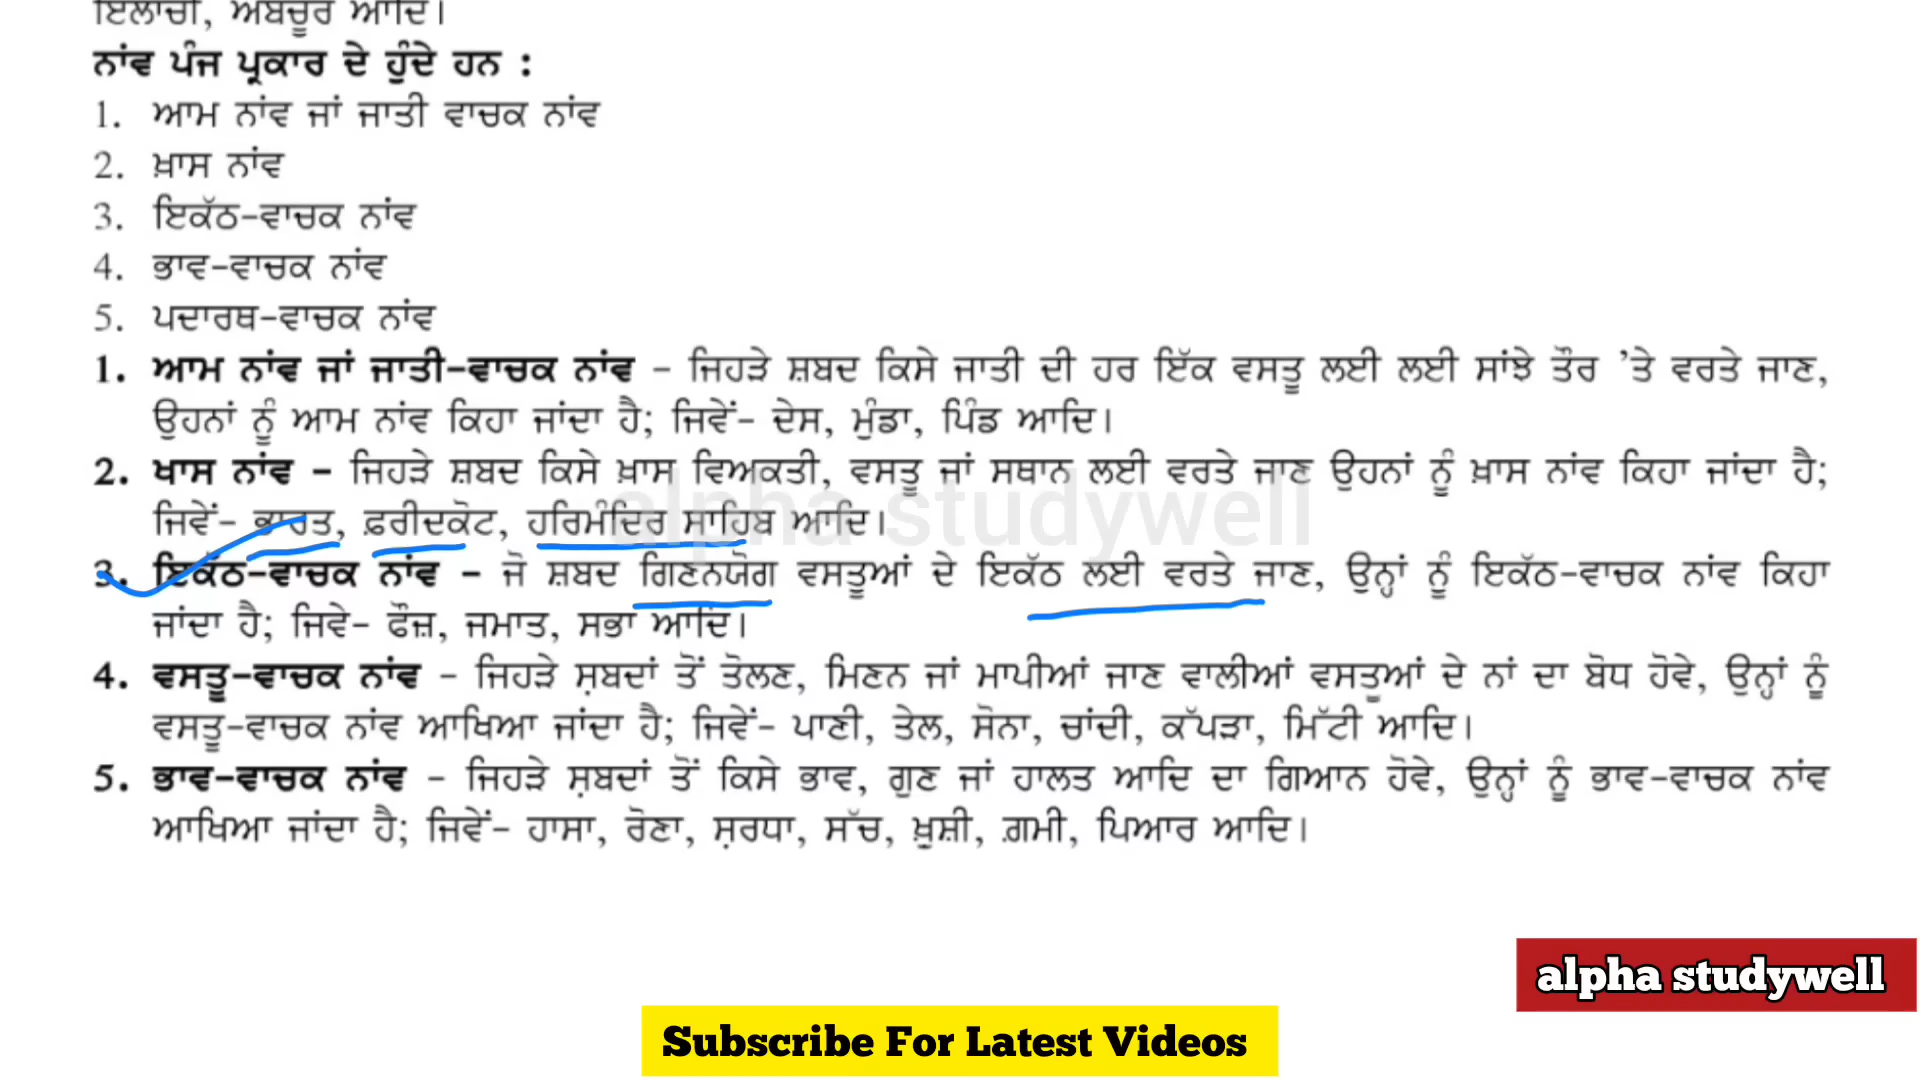 ਇਲਾਚੀ, ਅੰਬਚੂਰ ਆਦਿ।
ਨਾਂਵ ਪੰਜ ਪ੍ਰਕਾਰ ਦੇ ਹੁੰਦੇ ਹਨ :
1. ਆਮ ਨਾਂਵ ਜਾਂ ਜਾਤੀ ਵਾਚਕ ਨਾਂਵ
2. ਖ਼ਾਸ ਨਾਂਵ
3. ਇਕੱਠ-ਵਾਚਕ ਨਾਂਵ
4. ਭਾਵ-ਵਾਚਕ ਨਾਂਵ
5. ਪਦਾਰਥ-ਵਾਚਕ ਨਾਂਵ
1. ਆਮ ਨਾਂਵ ਜਾਂ ਜਾਤੀ-ਵਾਚਕ ਨਾਂਵ - ਜਿਹੜੇ ਸ਼ਬਦ ਕਿਸੇ ਜਾਤੀ ਦੀ ਹਰ ਇੱਕ ਵਸਤੂ ਲਈ ਲਈ ਸਾਂਝੇ ਤੌਰ 'ਤੇ ਵਰਤੇ ਜਾਣ,
ਉਹਨਾਂ ਨੂੰ ਆਮ ਨਾਂਵ ਕਿਹਾ ਜਾਂਦਾ ਹੈ; ਜਿਵੇਂ- ਦੇਸ, ਮੁੰਡਾ, ਪਿੰਡ ਆਦਿ।
2. ਖਾਸ ਨਾਂਵ - ਜਿਹੜੇ ਸ਼ਬਦ ਕਿਸੇ ਖ਼ਾਸ ਵਿਅਕਤੀ, ਵਸਤੂ ਜਾਂ ਸਥਾਨ ਲਈ ਵਰਤੇ ਜਾਣ ਉਹਨਾਂ ਨੂੰ ਖ਼ਾਸ ਨਾਂਵ ਕਿਹਾ ਜਾਂਦਾ ਹੈ;
alpha studywell
ਜਿਵੇਂ- ਭਾਰਤ, ਫ਼ਰੀਦਕੋਟ, ਹਰਿਮੰਦਿਰ ਸਾਹਿਬ ਆਦਿ।
3. ਇਕੱਠ-ਵਾਚਕ ਨਾਂਵ - ਜੋ ਸ਼ਬਦ ਗਿਣਨਯੋਗ ਵਸਤੂਆਂ ਦੇ ਇਕੱਠ ਲਈ ਵਰਤੇ ਜਾਣ, ਉਨ੍ਹਾਂ ਨੂੰ ਇਕੱਠ-ਵਾਚਕ ਨਾਂਵ ਕਿਹਾ
ਜਾਂਦਾ ਹੈ; ਜਿਵੇ- ਫੌਜ਼, ਜਮਾਤ, ਸਭਾ ਆਦਿ।
4. ਵਸਤੂ-ਵਾਚਕ ਨਾਂਵ - ਜਿਹੜੇ ਸ਼ਬਦਾਂ ਤੋਂ ਤੋਲਣ, ਮਿਣਨ ਜਾਂ ਮਾਪੀਆਂ ਜਾਣ ਵਾਲੀਆਂ ਵਸਤੂਆਂ ਦੇ ਨਾਂ ਦਾ ਬੋਧ ਹੋਵੇ, ਉਨ੍ਹਾਂ ਨੂੰ
ਵਸਤੂ-ਵਾਚਕ ਨਾਂਵ ਆਖਿਆ ਜਾਂਦਾ ਹੈ; ਜਿਵੇਂ- ਪਾਣੀ, ਤੇਲ, ਸੋਨਾ, ਚਾਂਦੀ, ਕੱਪੜਾ, ਮਿੱਟੀ ਆਦਿ।
5. ਭਾਵ-ਵਾਚਕ ਨਾਂਵ - ਜਿਹੜੇ ਸ਼ਬਦਾਂ ਤੋਂ ਕਿਸੇ ਭਾਵ, ਗੁਣ ਜਾਂ ਹਾਲਤ ਆਦਿ ਦਾ ਗਿਆਨ ਹੋਵੇ, ਉਨ੍ਹਾਂ ਨੂੰ ਭਾਵ-ਵਾਚਕ ਨਾਂਵ
ਆਖਿਆ ਜਾਂਦਾ ਹੈ; ਜਿਵੇਂ- ਹਾਸਾ, ਰੋਣਾ, ਸ਼ਰਧਾ, ਸੱਚ, ਖ਼ੁਸ਼ੀ, ਗ਼ਮੀ, ਪਿਆਰ ਆਦਿ।
alpha studywell
Subscribe For Latest Videos